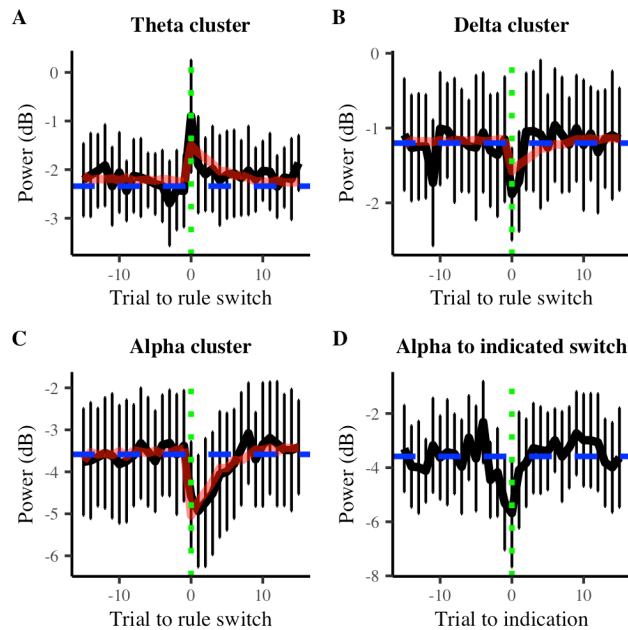 A
Theta cluster
Power (dB)
0
-1
-2
-3
-10
0
10
Trial to rule switch
B
Delta cluster
Power (dB)
0
-1
-2
-10
0
10
Trial to rule switch
C
Alpha cluster
Power (dB)
-2
-3
-4
-5
-6
-10
0
10
Trial to rule switch
D
Alpha to indicated switch
Power (dB)
-2
-4
-6
-8
-10
0
10
Trial to indication